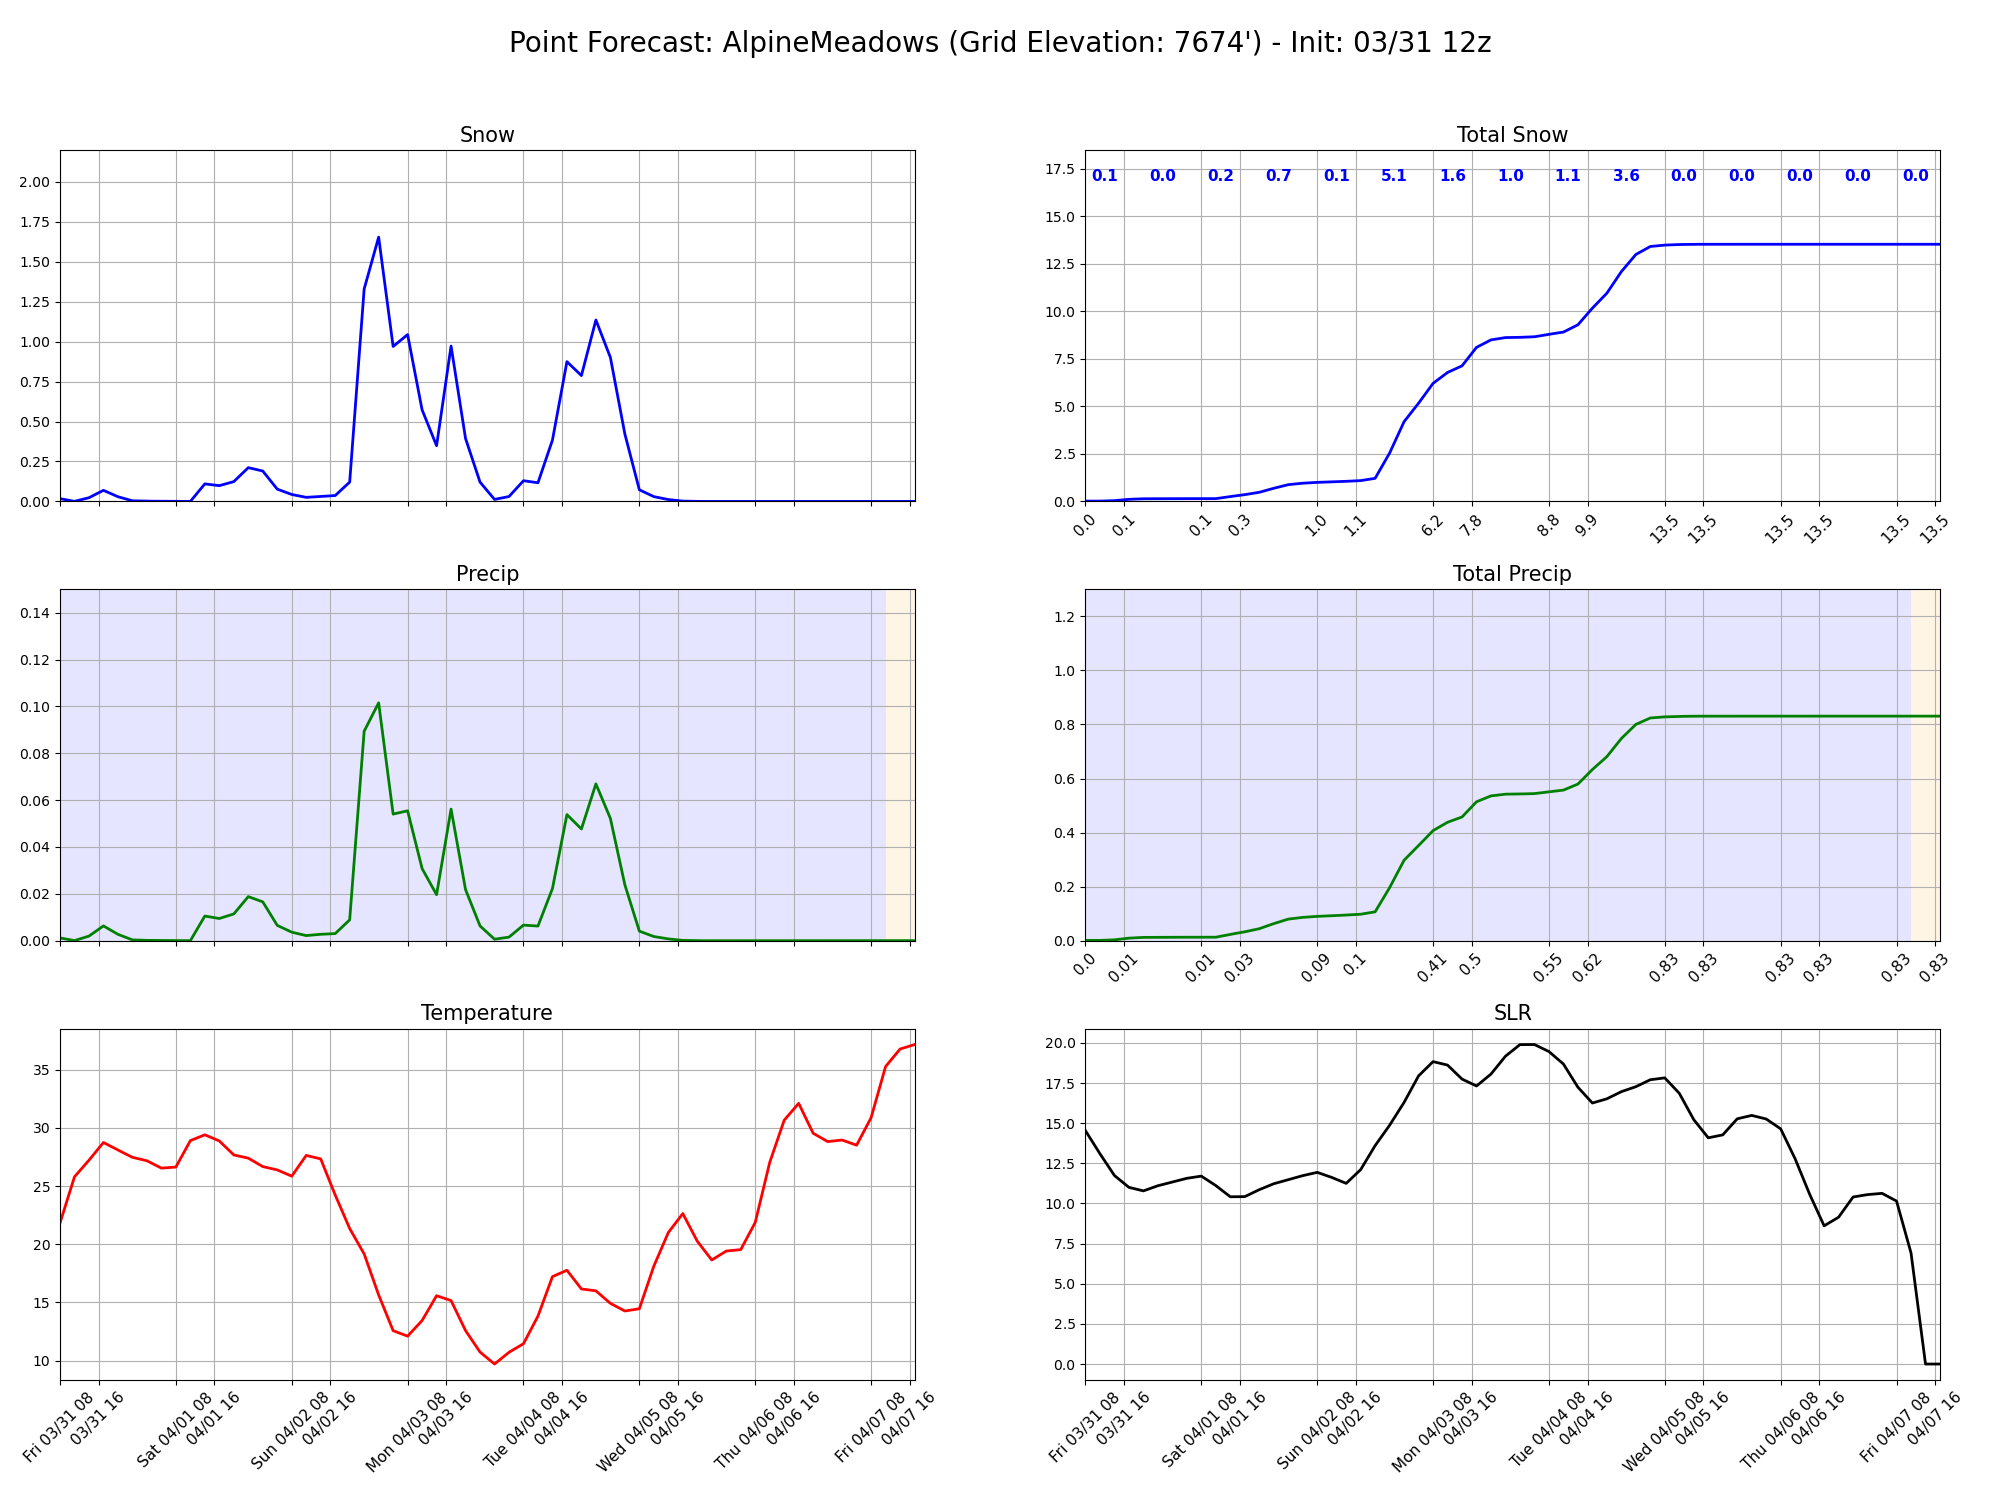 Point Forecast: AlpineMeadows (Grid Elevation: 7674') - Init: 03/31 12z
Snow
2.00
1.75
1.50
1.25
1.00
0.75
0.50
0.25
0.00
Total Snow
17.5
15.0
12.5
10.0
7.5
5.0
2.5
0.0
0.1 0.0 0.2 0.7 0.1 5.1 1.6 1.0 1.1 3.6 0.0 0.0 0.0 0.0 0.0
0.0 0.1 0.1 0.3 1.0 1.1 6.2 7.8 8.8 9.9 13.5 13.5 13.5 13.5 13.5 13.5
Precip
0.14
0.12
0.10
0.08
0.06
0.04
0.02
0.00
Total Precip
1.2
1.0
0.8
0.6
0.4
0.2
0.0
0.0 0.01 0.01 0.03 0.09 0.1 0.41 0.5 0.55 0.62 0.83 0.83 0.83 0.83 0.83 0.83
Temperature
35
30
25
20
15
10
Fri 03/31 08
03/31 16
Sat 04/01 08
04/01 16
Sun 04/02 08
04/02 16
Mon 04/03 08
04/03 16
Tue 04/04 08
04/04 16
Wed 04/05 08
04/05 16
Thu 04/06 08
04/06 16
Fri 04/07 08
04/07 16
SLR
20.0
17.5
15.0
12.5
10.0
7.5
5.0
2.5
0.0
Fri 03/31 08
03/31 16
Sat 04/01 08
04/01 16
Sun 04/02 08
04/02 16
Mon 04/03 08
04/03 16
Tue 04/04 08
04/04 16
Wed 04/05 08
04/05 16
Thu 04/06 08
04/06 16
Fri 04/07 08
04/07 16